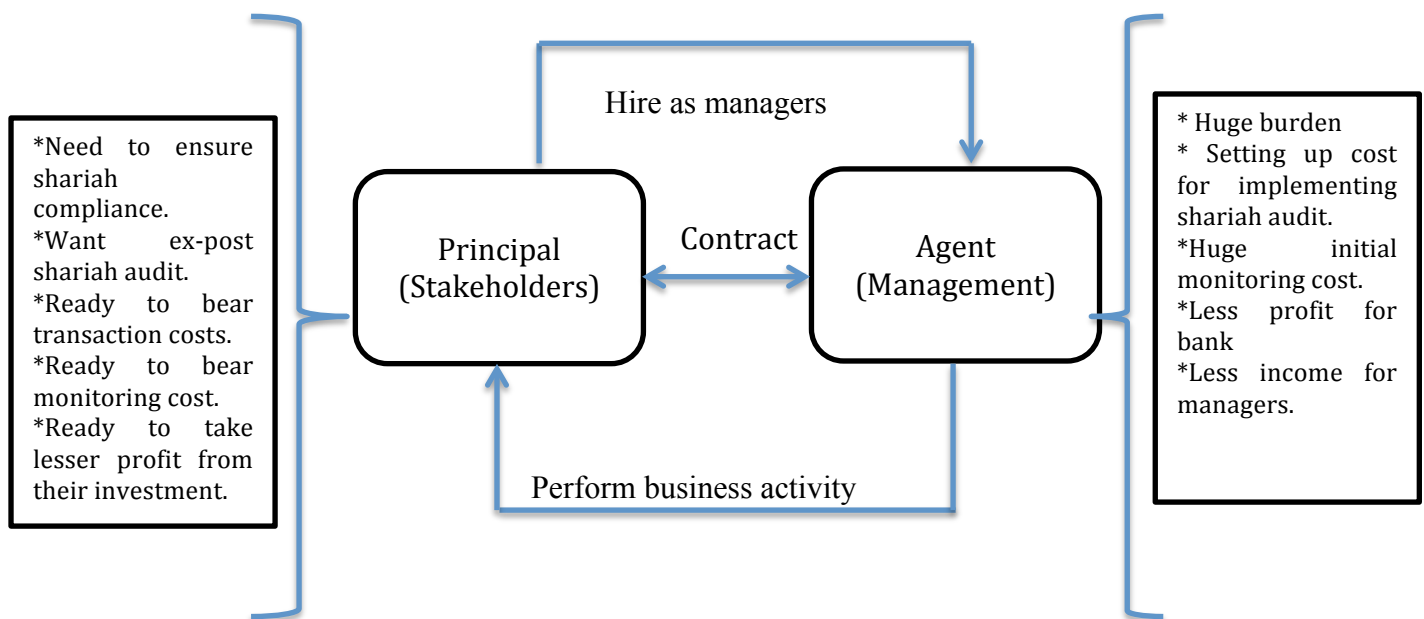 *Need to ensure
shariah
compliance.
*Want ex-post
shariah audit.
*Ready to bear
transaction costs.
*Ready to bear
monitoring cost.
*Ready to take
lesser profit from
their investment.
Hire as managers
Principal
(Stakeholders)
Contract
Agent
(Management)
Perform business activity
* Huge burden
* Setting up cost
for implementing
shariah audit.
*Huge initial
monitoring cost.
*Less profit for
bank
*Less income for
managers.